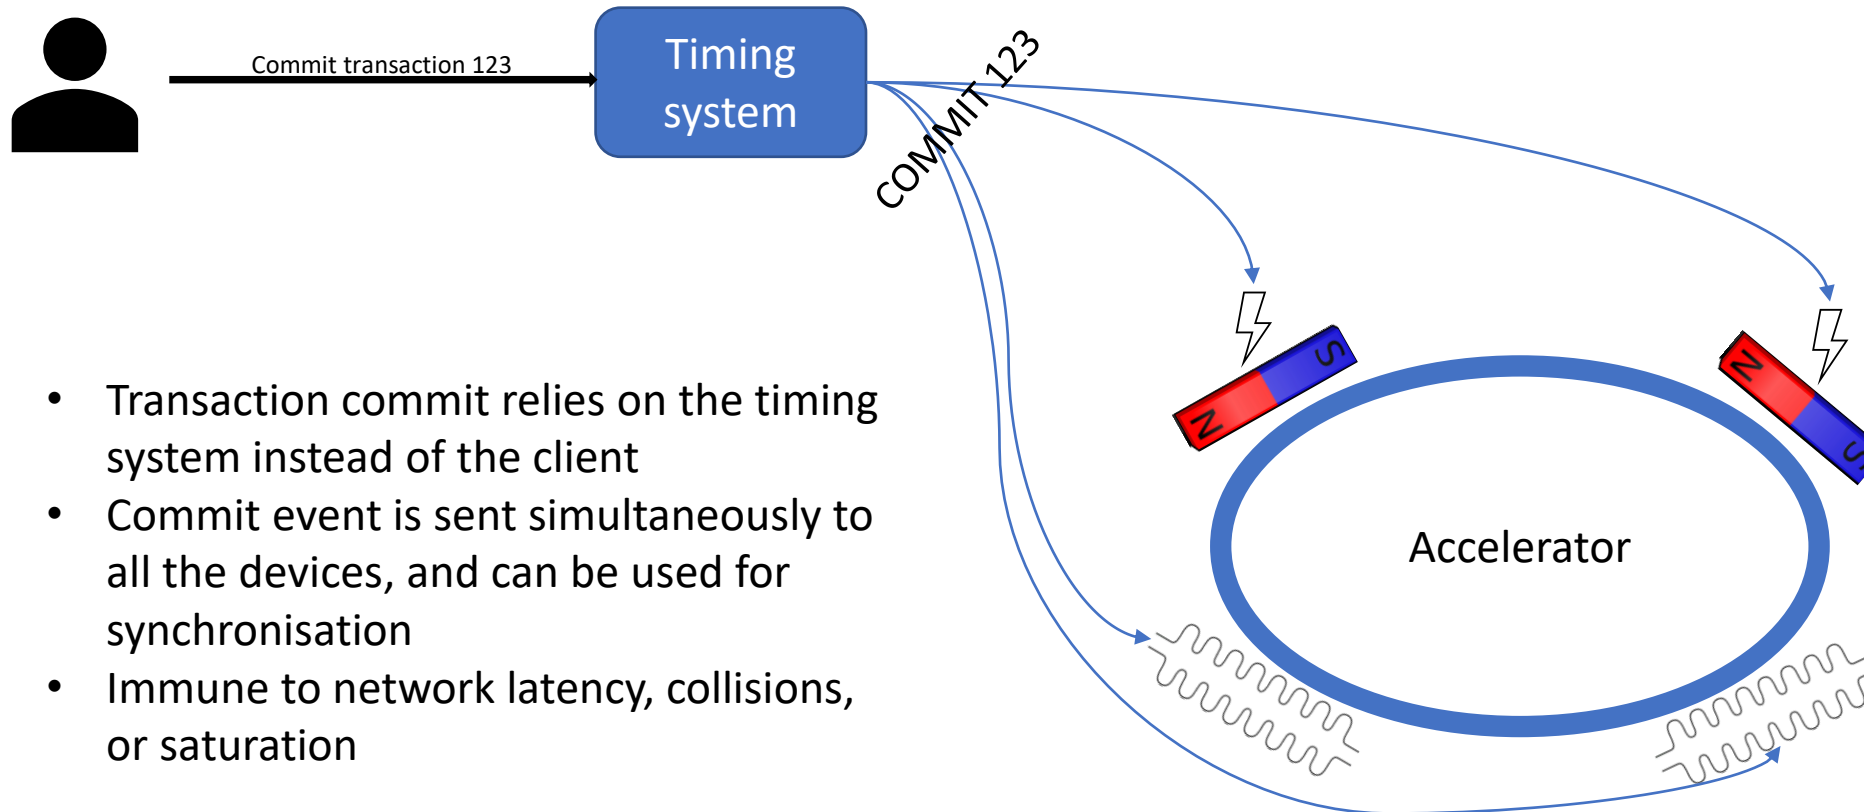 Commit transaction 123
Timing
system
COMMIT 123
N
S
N
S
Accelerator
• Transaction commit relies on the timing
system instead of the client
• Commit event is sent simultaneously to
all the devices, and can be used for
synchronisation
• Immune to network latency, collisions,
or saturation